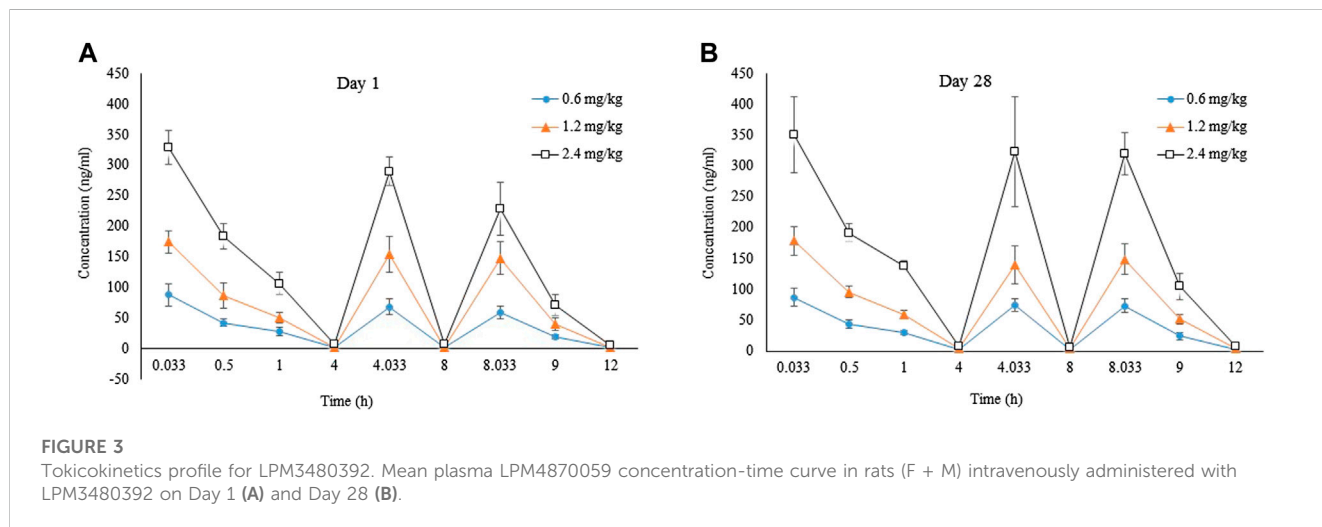 A
Day 1
450
400
350
300
250
200
150
100
50
0
-50
Concentration (ng/ml)
0.6 mg/kg
1.2 mg/kg
2.4 mg/kg
0.033 0.5 1 4 4.033 8 8.033 9 12
Time (h)
B
Day 28
450
400
350
300
250
200
150
100
50
0
Concentration (ng/ml)
0.6 mg/kg
1.2 mg/kg
2.4 mg/kg
0.033 0.5 1 4 4.033 8 8.033 9 12
Time (h)
FIGURE 3
Tokicokinetics profile for LPM3480392. Mean plasma LPM4870059 concentration-time curve in rats (F + M) intravenously administered with
LPM3480392 on Day 1 (A) and Day 28 (B).